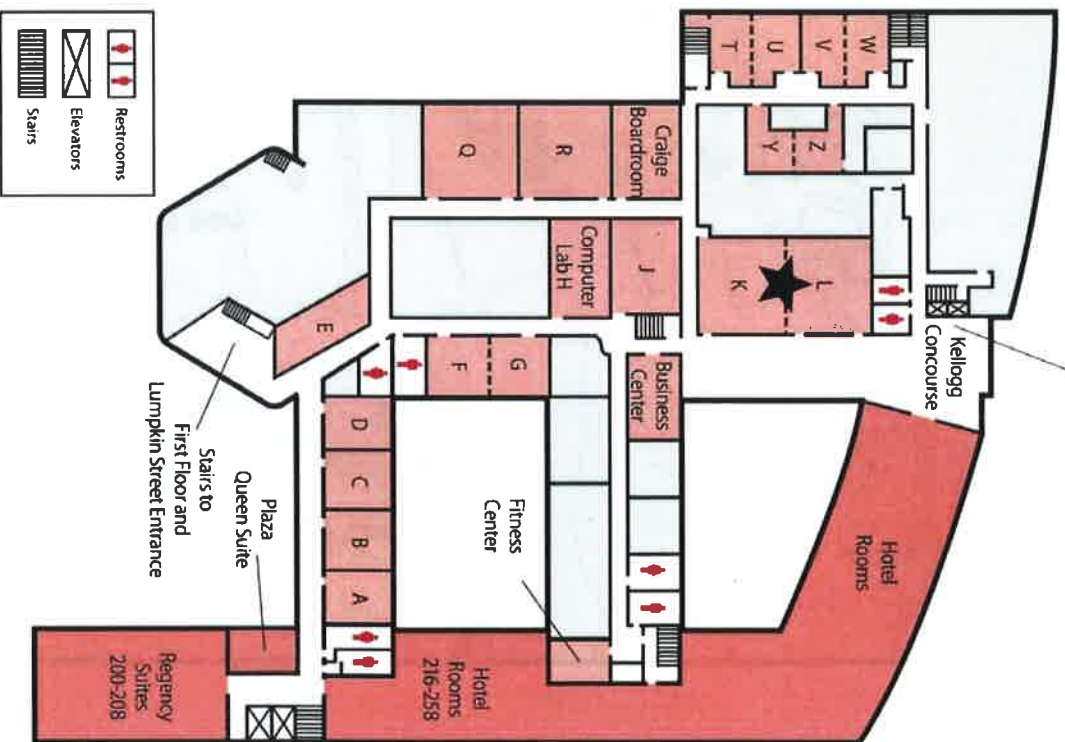 W
V
U
T
Z
Y
Craige
Boardroom
R
Q
L
K
J
Computer
Lab H
E
Kellogg
Concourse
Business
Center
G
F
D
C
B
A
Hotel
Rooms
Fitness
Center
Hotel
Rooms
216-258
Stairs to
First Floor and
Lumpkin Street Entrance
Plaza
Queen Suite
Regency
Suites
200-208
Restrooms
Elevators
Stairs